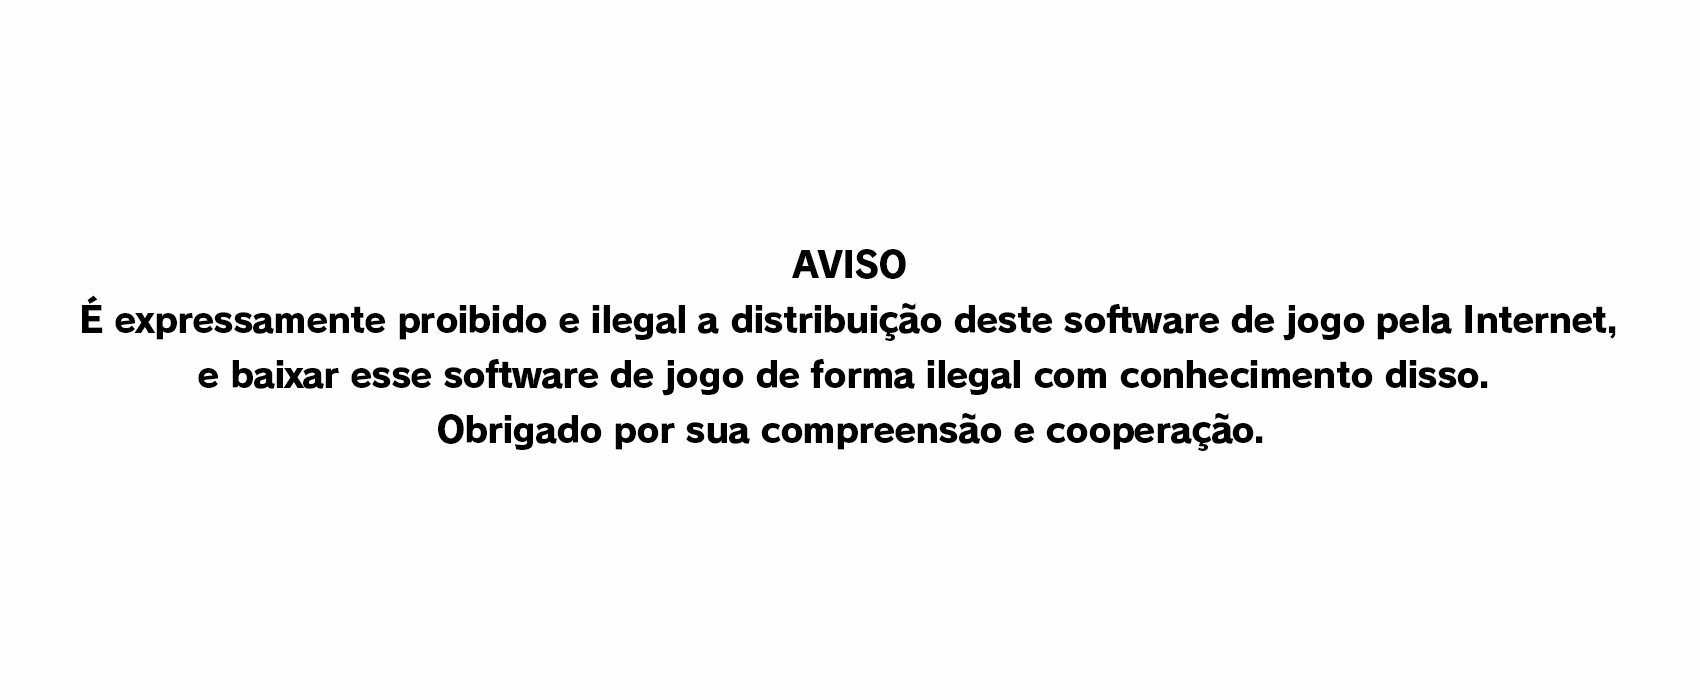 AVISO
É expressamente proibido e ilegal a distribuição deste software de jogo pela Internet,
e baixar esse software de jogo de forma ilegal com conhecimento disso.
Obrigado por sua compreensão e cooperação.